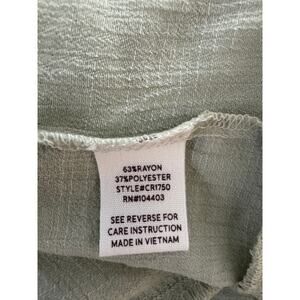 63%RAYON
37%POLYESTER
STYLE#CR1750
RN#104403
SEE REVERSE FOR
CARE INSTRUCTION
MADE IN VIETNAM